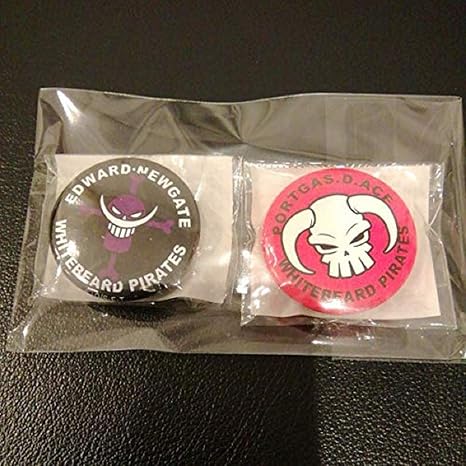 EDWARD·NEWGATE
WHITEBEARD PIRATES
PORTGAS.D.ACE
WHITEBEARD PIRATES